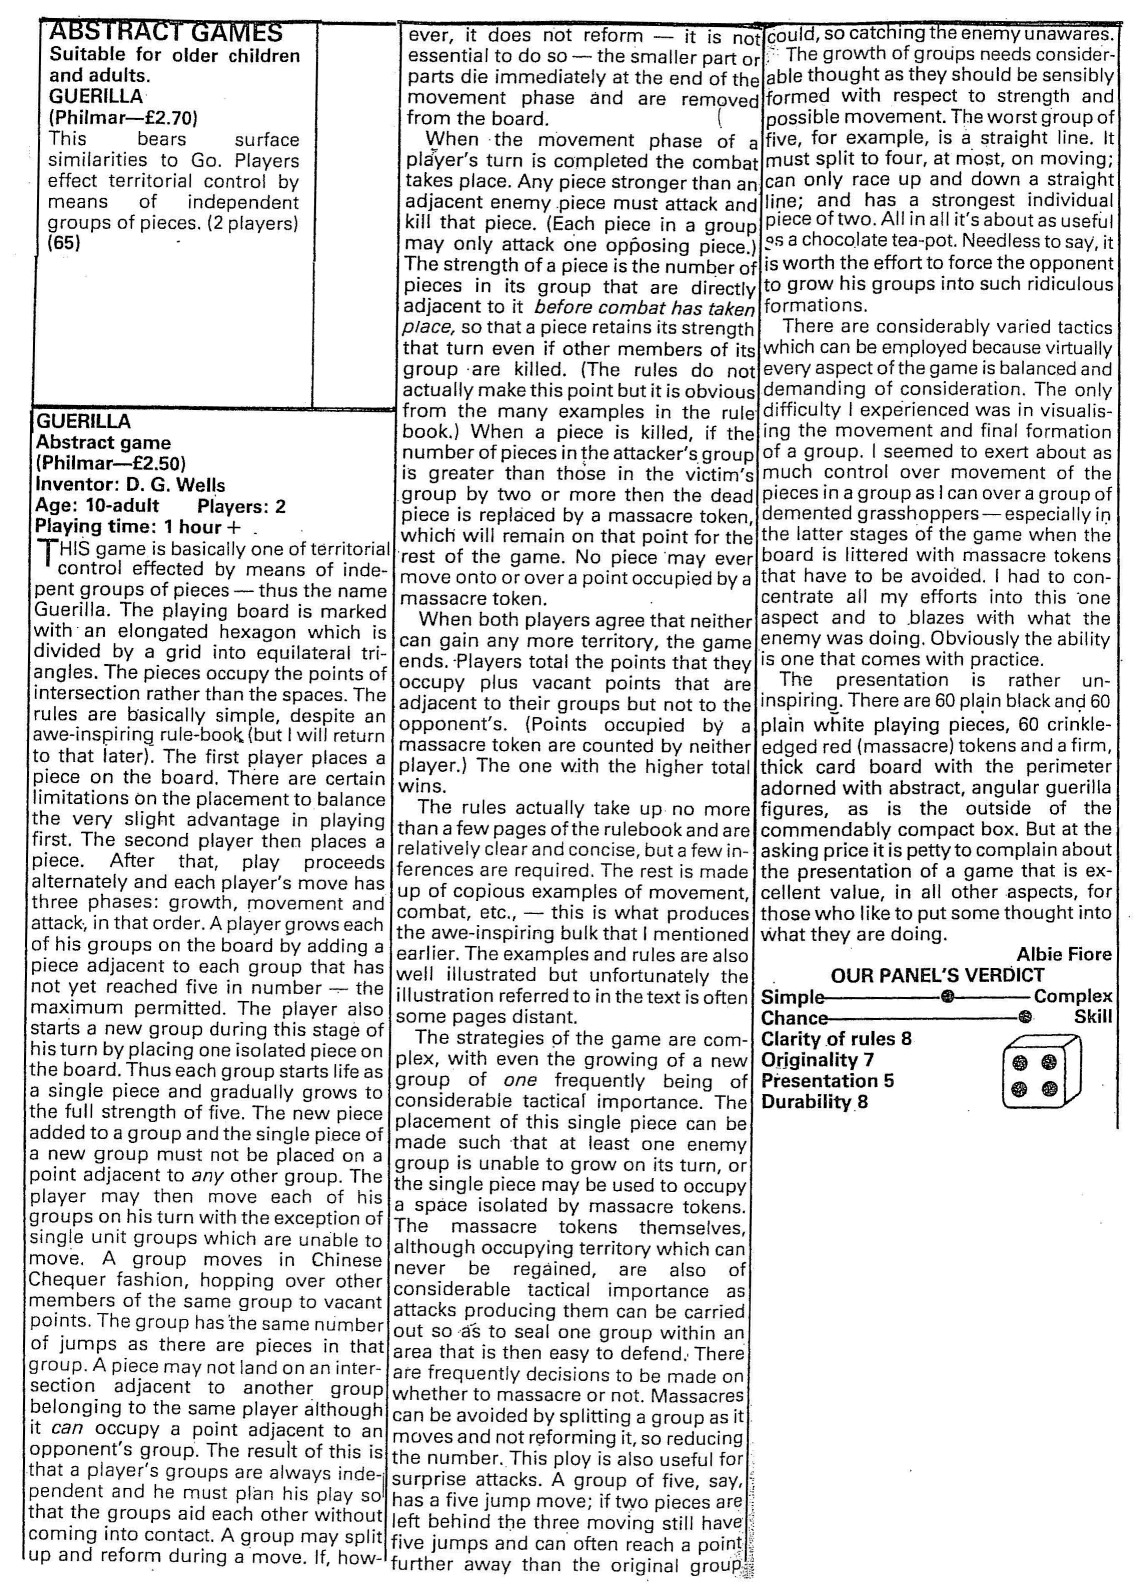 ABSTRACT GAMES
Suitable for older children
and adults.
GUERILLA
(Philmar—£2.70)
This bears surface
similarities to Go. Players
effect territorial control by
means of independent
groups of pieces. (2 players)
(65)
GUERILLA
Abstract game
(Philmar—£2.50)
Inventor: D. G. Wells
Age: 10-adult Players: 2
Playing time: 1 hour +
THIS game is basically one of territorial
control effected by means of inde-
pent groups of pieces — thus the name
Guerilla. The playing board is marked
with an elongated hexagon which is
divided by a grid into equilateral tri-
angles. The pieces occupy the points of
intersection rather than the spaces. The
rules are basically simple, despite an
awe-inspiring rule-book (but I will return
to that later). The first player places a
piece on the board. There are certain
limitations on the placement to balance
the very slight advantage in playing
first. The second player then places a
piece. After that, play proceeds
alternately and each player's move has
three phases: growth, movement and
attack, in that order. A player grows each
of his groups on the board by adding a
piece adjacent to each group that has
not yet reached five in number — the
maximum permitted. The player also
starts a new group during this stage of
his turn by placing one isolated piece on
the board. Thus each group starts life as
a single piece and gradually grows to
the full strength of five. The new piece
added to a group and the single piece of
a new group must not be placed on a
point adjacent to any other group. The
player may then move each of his
groups on his turn with the exception of
single unit groups which are unable to
move. A group moves in Chinese
Chequer fashion, hopping over other
members of the same group to vacant
points. The group has the same number
of jumps as there are pieces in that
group. A piece may not land on an inter-
section adjacent to another group
belonging to the same player although
it can occupy a point adjacent to an
opponent's group. The result of this is
that a player's groups are always inde-
pendent and he must plan his play so
that the groups aid each other without
coming into contact. A group may split
up and reform during a move. If, how-
ever, it does not reform — it is not
essential to do so — the smaller part or
parts die immediately at the end of the
movement phase and are removed
from the board.
When the movement phase of a
player's turn is completed the combat
takes place. Any piece stronger than an
adjacent enemy piece must attack and
kill that piece. (Each piece in a group
may only attack one opposing piece.)
The strength of a piece is the number of
pieces in its group that are directly
adjacent to it before combat has taken
place, so that a piece retains its strength
that turn even if other members of its
group are killed. (The rules do not
actually make this point but it is obvious
from the many examples in the rule
book.) When a piece is killed, if the
number of pieces in the attacker's group
is greater than those in the victim's
group by two or more then the dead
piece is replaced by a massacre token,
which will remain on that point for the
rest of the game. No piece may ever
move onto or over a point occupied by a
massacre token.
When both players agree that neither
can gain any more territory, the game
ends. Players total the points that they
occupy plus vacant points that are
adjacent to their groups but not to the
opponent's. (Points occupied by a
massacre token are counted by neither
player.) The one with the higher total
wins.
The rules actually take up no more
than a few pages of the rulebook and are
relatively clear and concise, but a few in-
ferences are required. The rest is made
up of copious examples of movement,
combat, etc., — this is what produces
the awe-inspiring bulk that I mentioned
earlier. The examples and rules are also
well illustrated but unfortunately the
illustration referred to in the text is often
some pages distant.
The strategies of the game are com-
plex, with even the growing of a new
group of one frequently being of
considerable tactical importance. The
placement of this single piece can be
made such that at least one enemy
group is unable to grow on its turn, or
the single piece may be used to occupy
a space isolated by massacre tokens.
The massacre tokens themselves,
although occupying territory which can
never be regained, are also of
considerable tactical importance as
attacks producing them can be carried
out so as to seal one group within an
area that is then easy to defend. There
are frequently decisions to be made on
whether to massacre or not. Massacres
can be avoided by splitting a group as it
moves and not reforming it, so reducing
the number. This ploy is also useful for
surprise attacks. A group of five, say,
has a five jump move; if two pieces are
left behind the three moving still have
five jumps and can often reach a point
further away than the original group
could, so catching the enemy unawares.
The growth of groups needs consider-
able thought as they should be sensibly
formed with respect to strength and
possible movement. The worst group of
five, for example, is a straight line. It
must split to four, at most, on moving;
can only race up and down a straight
line; and has a strongest individual
piece of two. All in all it's about as useful
as a chocolate tea-pot. Needless to say, it
is worth the effort to force the opponent
to grow his groups into such ridiculous
formations.
There are considerably varied tactics
which can be employed because virtually
every aspect of the game is balanced and
demanding of consideration. The only
difficulty I experienced was in visualis-
ing the movement and final formation
of a group. I seemed to exert about as
much control over movement of the
pieces in a group as I can over a group of
demented grasshoppers — especially in
the latter stages of the game when the
board is littered with massacre tokens
that have to be avoided. I had to con-
centrate all my efforts into this one
aspect and to blazes with what the
enemy was doing. Obviously the ability
is one that comes with practice.
The presentation is rather un-
inspiring. There are 60 plain black and 60
plain white playing pieces, 60 crinkle-
edged red (massacre) tokens and a firm,
thick card board with the perimeter
adorned with abstract, angular guerilla
figures, as is the outside of the
commendably compact box. But at the
asking price it is petty to complain about
the presentation of a game that is ex-
cellent value, in all other aspects, for
those who like to put some thought into
what they are doing.
Albie Fiore
OUR PANEL'S VERDICT
Simple Complex
Chance Skill
Clarity of rules 8
Originality 7
Presentation 5
Durability 8